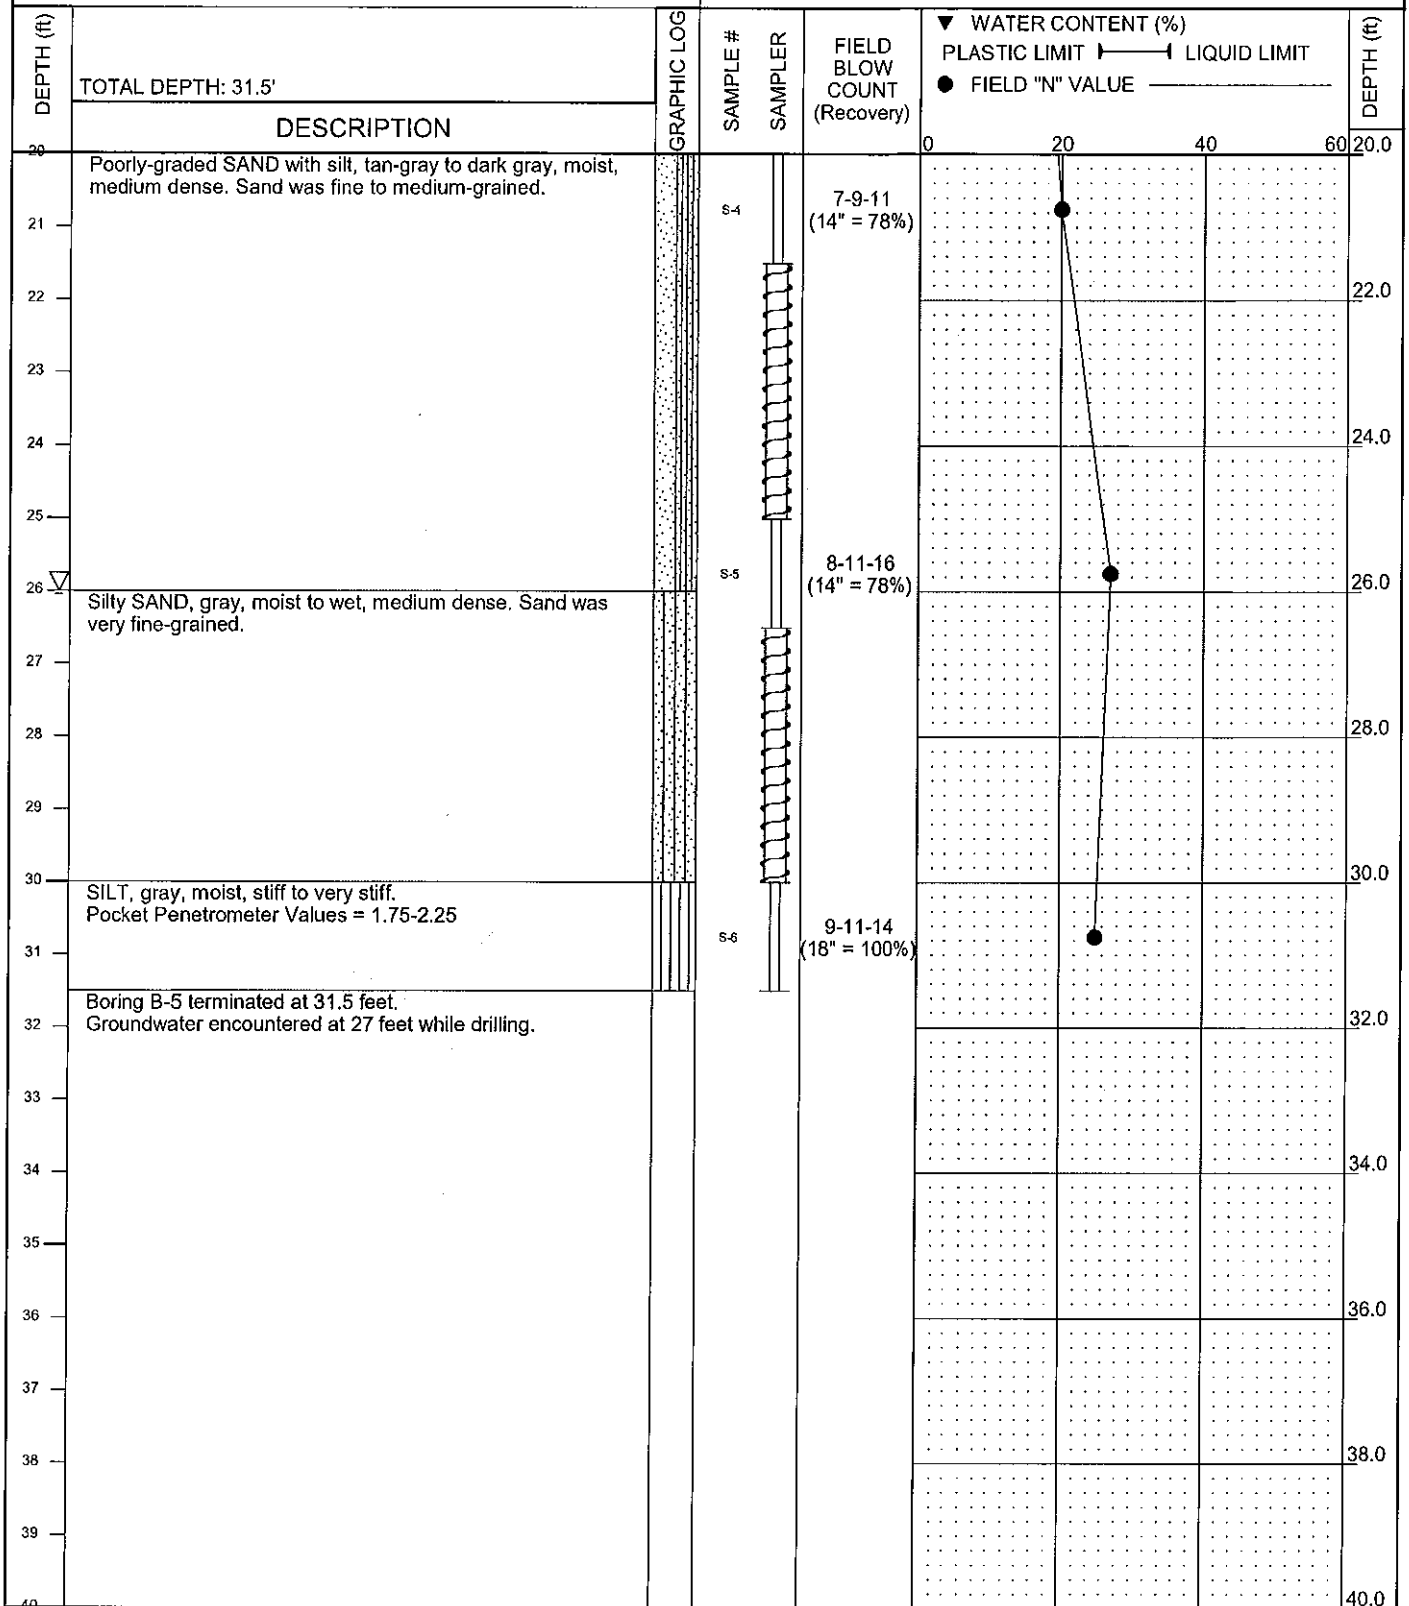 DEPTH (ft)
TOTAL DEPTH: 31.5'
DESCRIPTION
GRAPHIC LOG
SAMPLE #
SAMPLER
FIELD
BLOW
COUNT
(Recovery)
▼ WATER CONTENT (%)
PLASTIC LIMIT LIQUID LIMIT
● FIELD "N" VALUE
DEPTH (ft)
0 20 40 60
20
20.0
Poorly-graded SAND with silt, tan-gray to dark gray, moist,
medium dense. Sand was fine to medium-grained.
S-4
7-9-11
(14" = 78%)
21
22
22.0
23
24
24.0
25
S-5
8-11-16
(14" = 78%)
26
26.0
Silty SAND, gray, moist to wet, medium dense. Sand was
very fine-grained.
27
28
28.0
29
30
30.0
SILT, gray, moist, stiff to very stiff.
Pocket Penetrometer Values = 1.75-2.25
S-6
9-11-14
(18" = 100%)
31
Boring B-5 terminated at 31.5 feet.
Groundwater encountered at 27 feet while drilling.
32
32.0
33
34
34.0
35
36
36.0
37
38
38.0
39
40
40.0